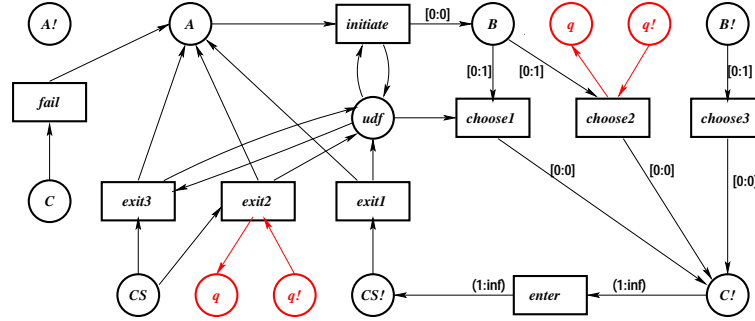 A! A initiate [0:0] B q q! B!
[0:1] [0:1] [0:1]
fail udf choose1 choose2 choose3
[0:0] [0:0] [0:0]
C exit3 exit2 exit1
CS q q! CS! (1:inf) enter (1:inf) C!